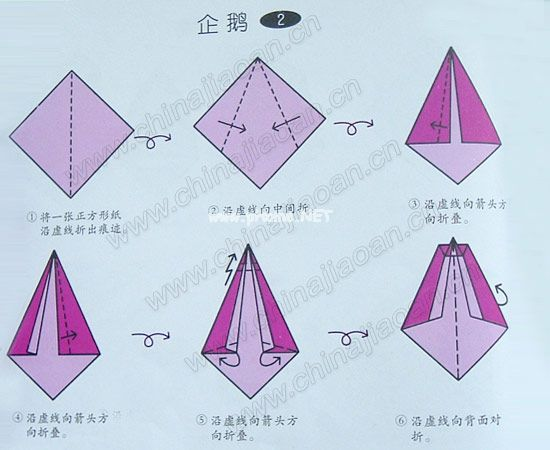 企鹅 2
① 将一张正方形纸
沿虚线折出痕迹
② 沿虚线向中间折
③ 沿虚线向箭头方
向折叠。
④ 沿虚线向箭头方
向折叠。
⑤ 沿虚线向箭头方
向折叠。
⑥ 沿虚线向背面对
折。
www.chinajiaoan.cn
www.chinajiaoan.cn
www.chinajiaoan.cn
www.chinajiaoan.cn